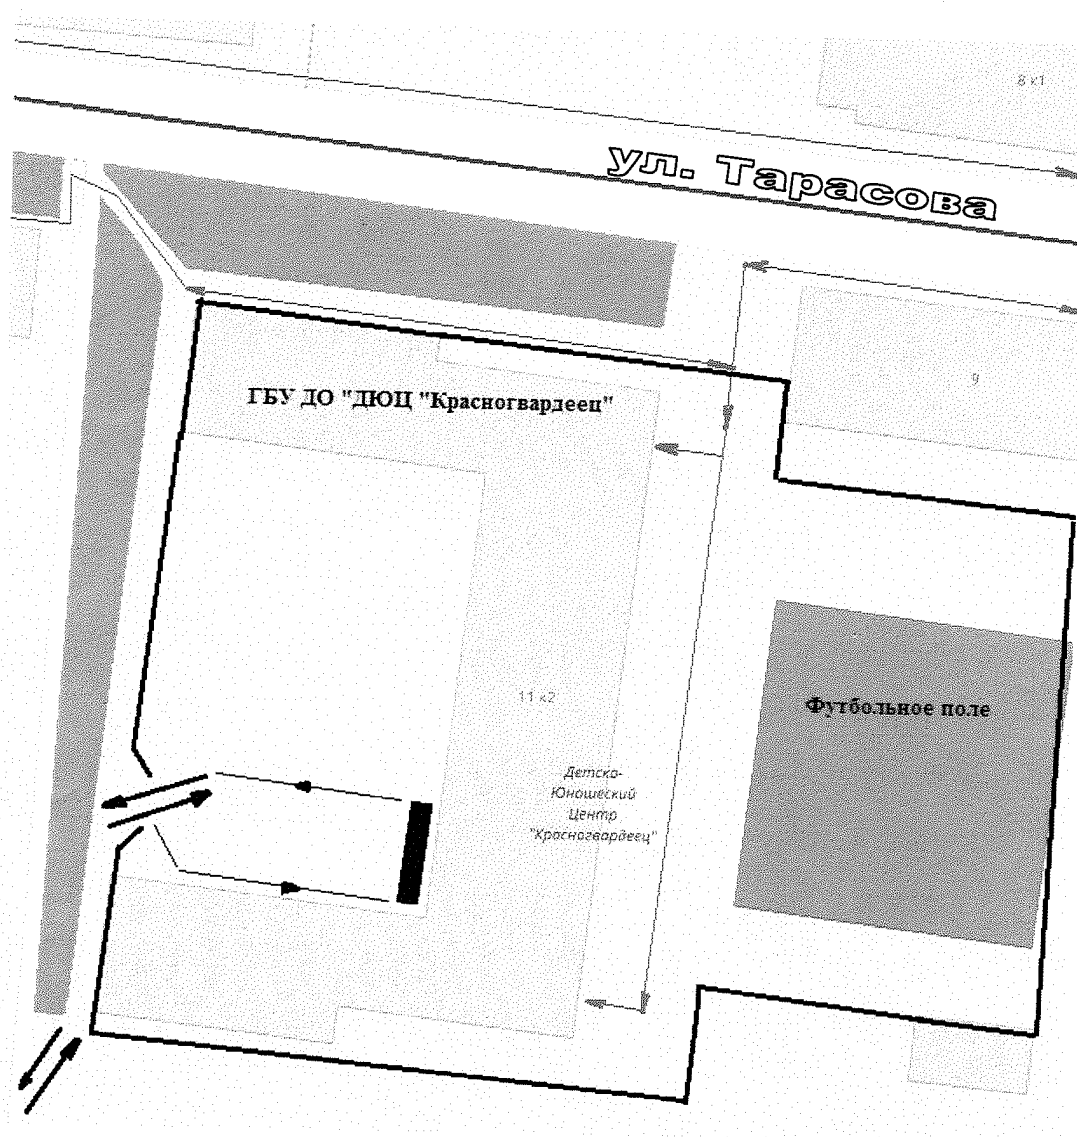 8 к1
ул. Тарасова
9
ГБУ ДО "ДЮЦ "Красногвардеец"
11 к2
Футбольное поле
Детско-
Юношеский
Центр
"Красногвардеец"